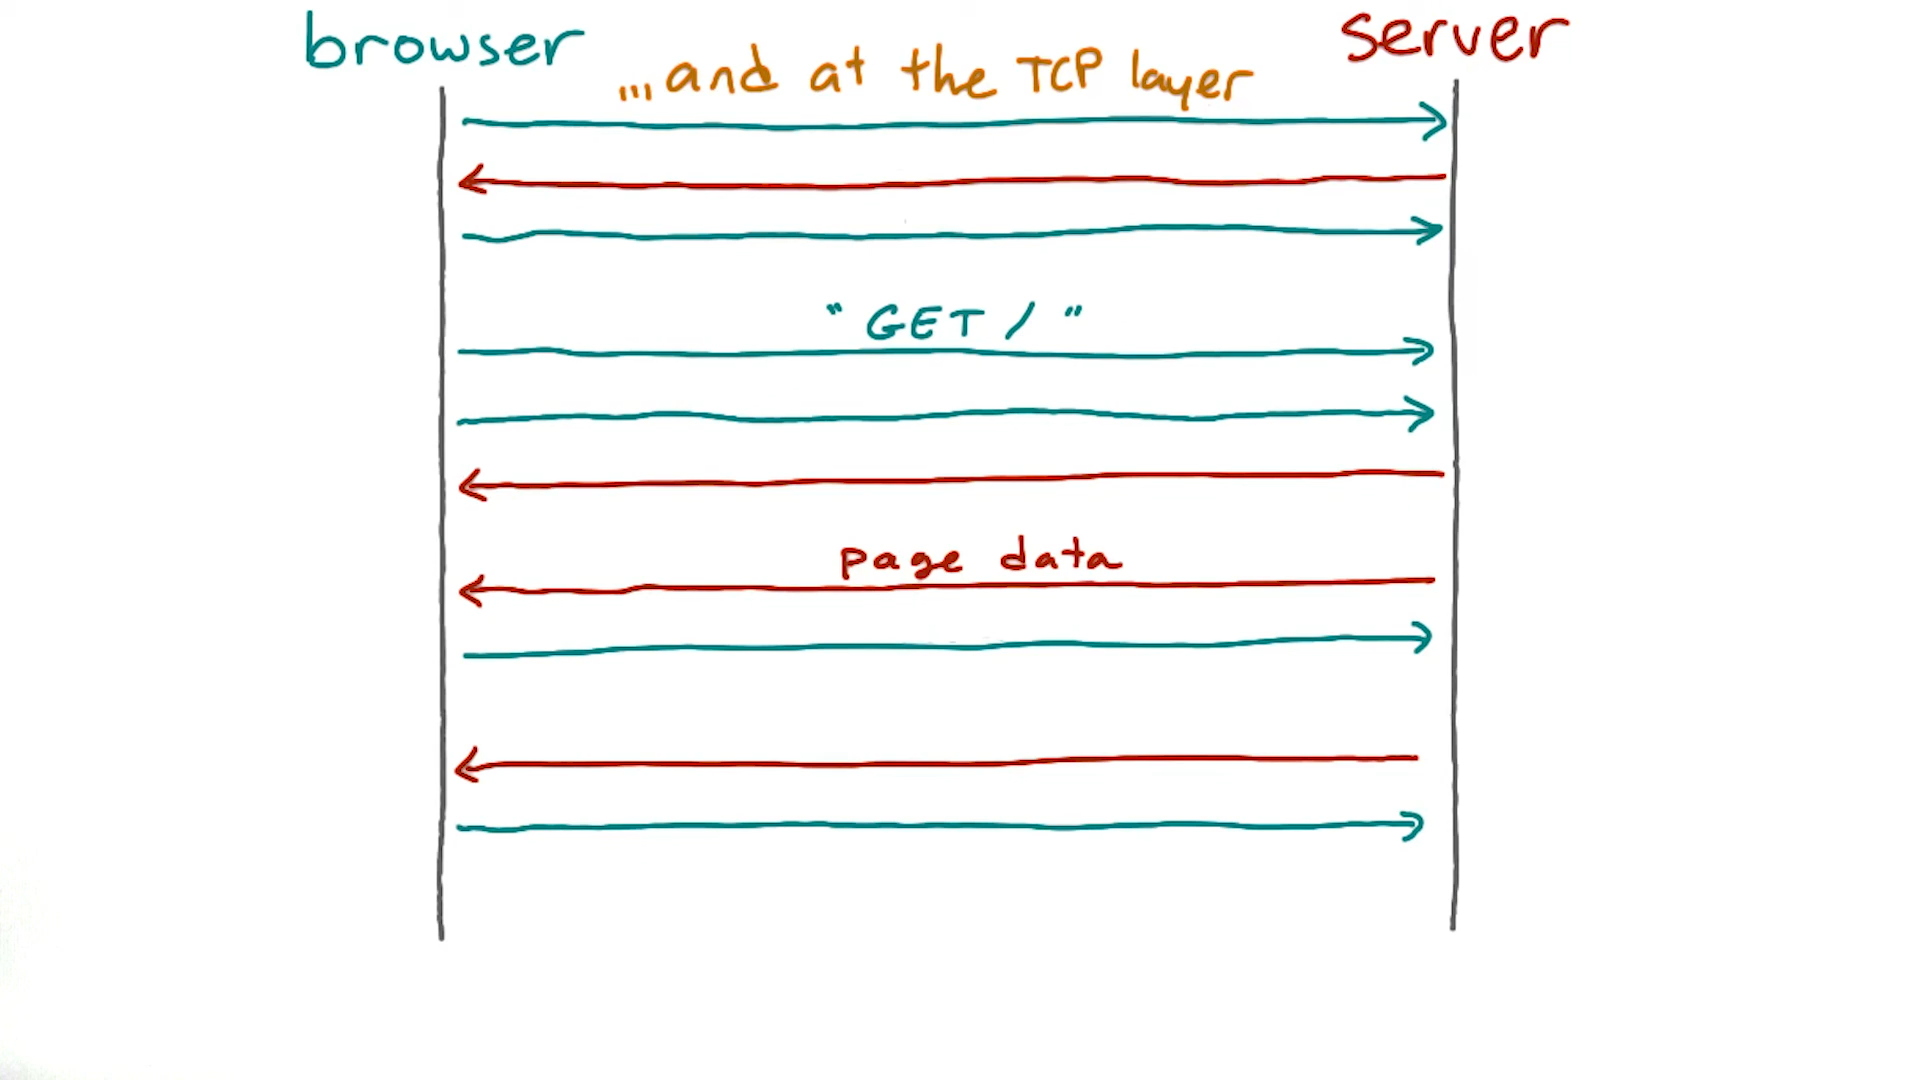 browser
server
...and at the TCP layer
"GET / "
page data